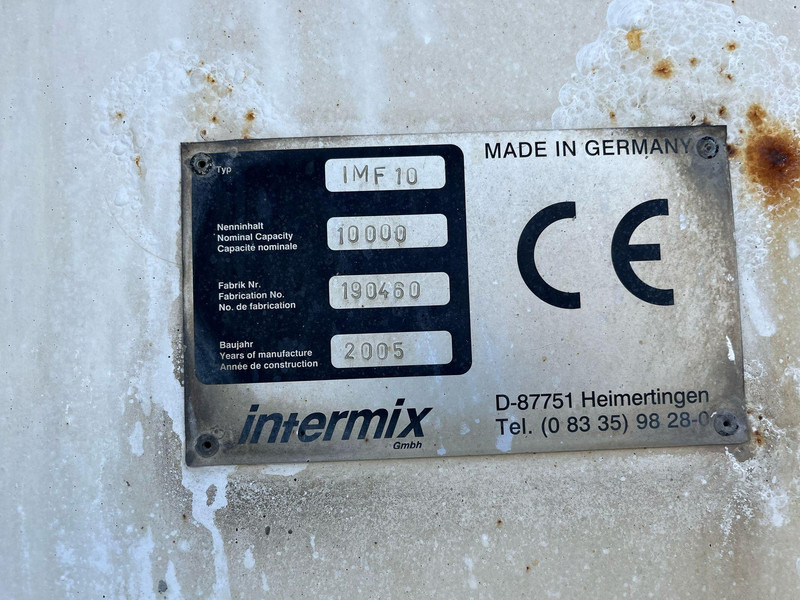 MADE IN GERMANY
Typ
IMF10
Nenninhalt
Nominal Capacity
Capacité nominale
10000
Fabrik Nr.
Fabrication No.
No. de fabrication
190460
Baujahr
Years of manufacture
Année de construction
2005
CE
intermix
Gmbh
D-87751 Heimertingen
Tel. (0 83 35) 98 28-0